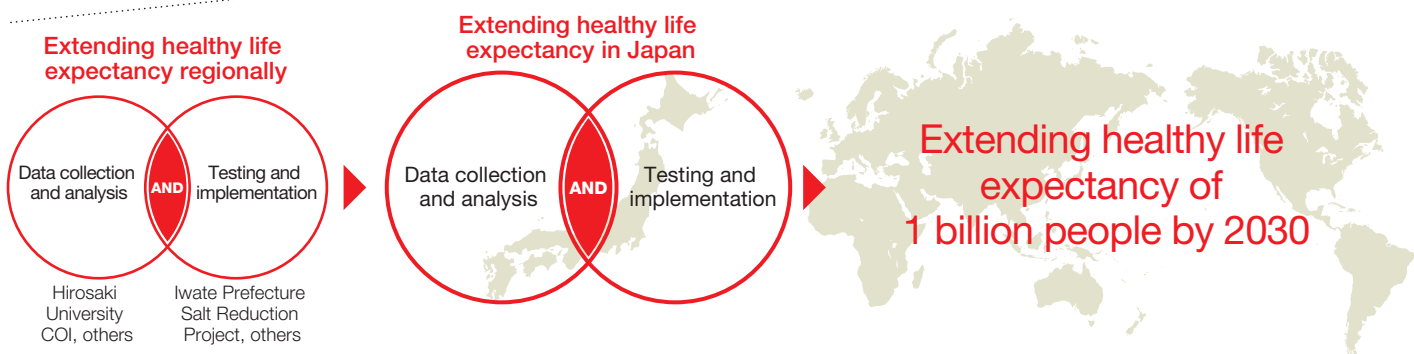 Extending healthy life
expectancy regionally
Data collection
and analysis
AND
Testing and
implementation
Hirosaki
University
COI, others
Iwate Prefecture
Salt Reduction
Project, others
Extending healthy life
expectancy in Japan
Data collection
and analysis
AND
Testing and
implementation
Extending healthy life
expectancy of
1 billion people by 2030